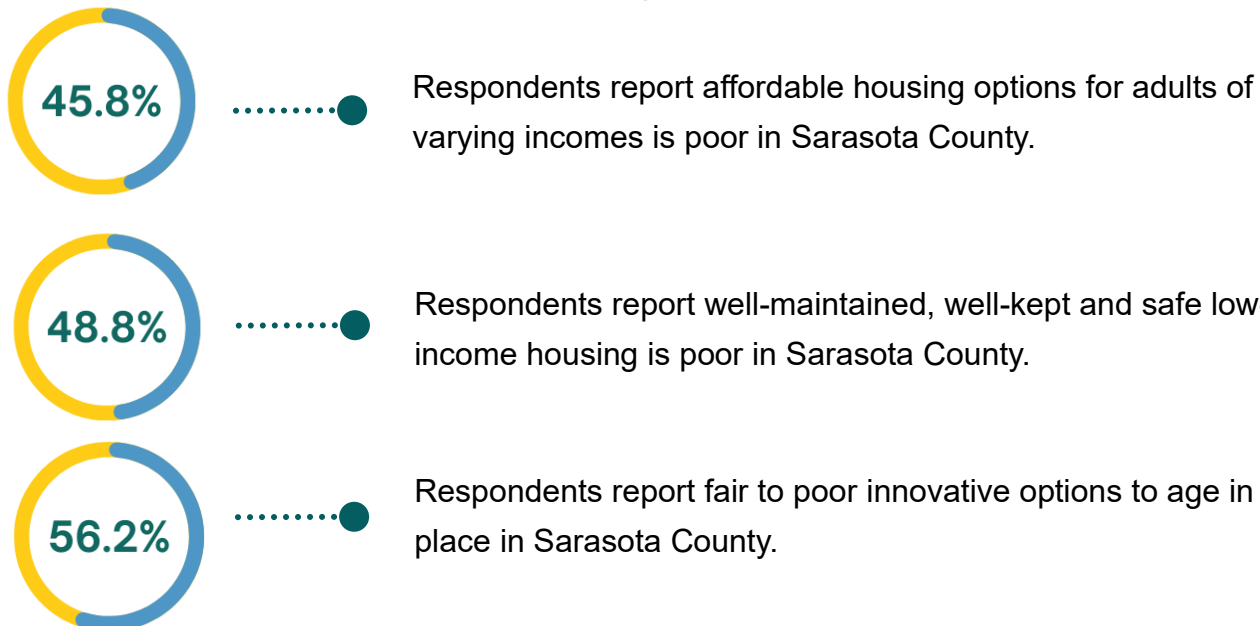 45.8%
Respondents report affordable housing options for adults of
varying incomes is poor in Sarasota County.
48.8%
Respondents report well-maintained, well-kept and safe low
income housing is poor in Sarasota County.
56.2%
Respondents report fair to poor innovative options to age in
place in Sarasota County.